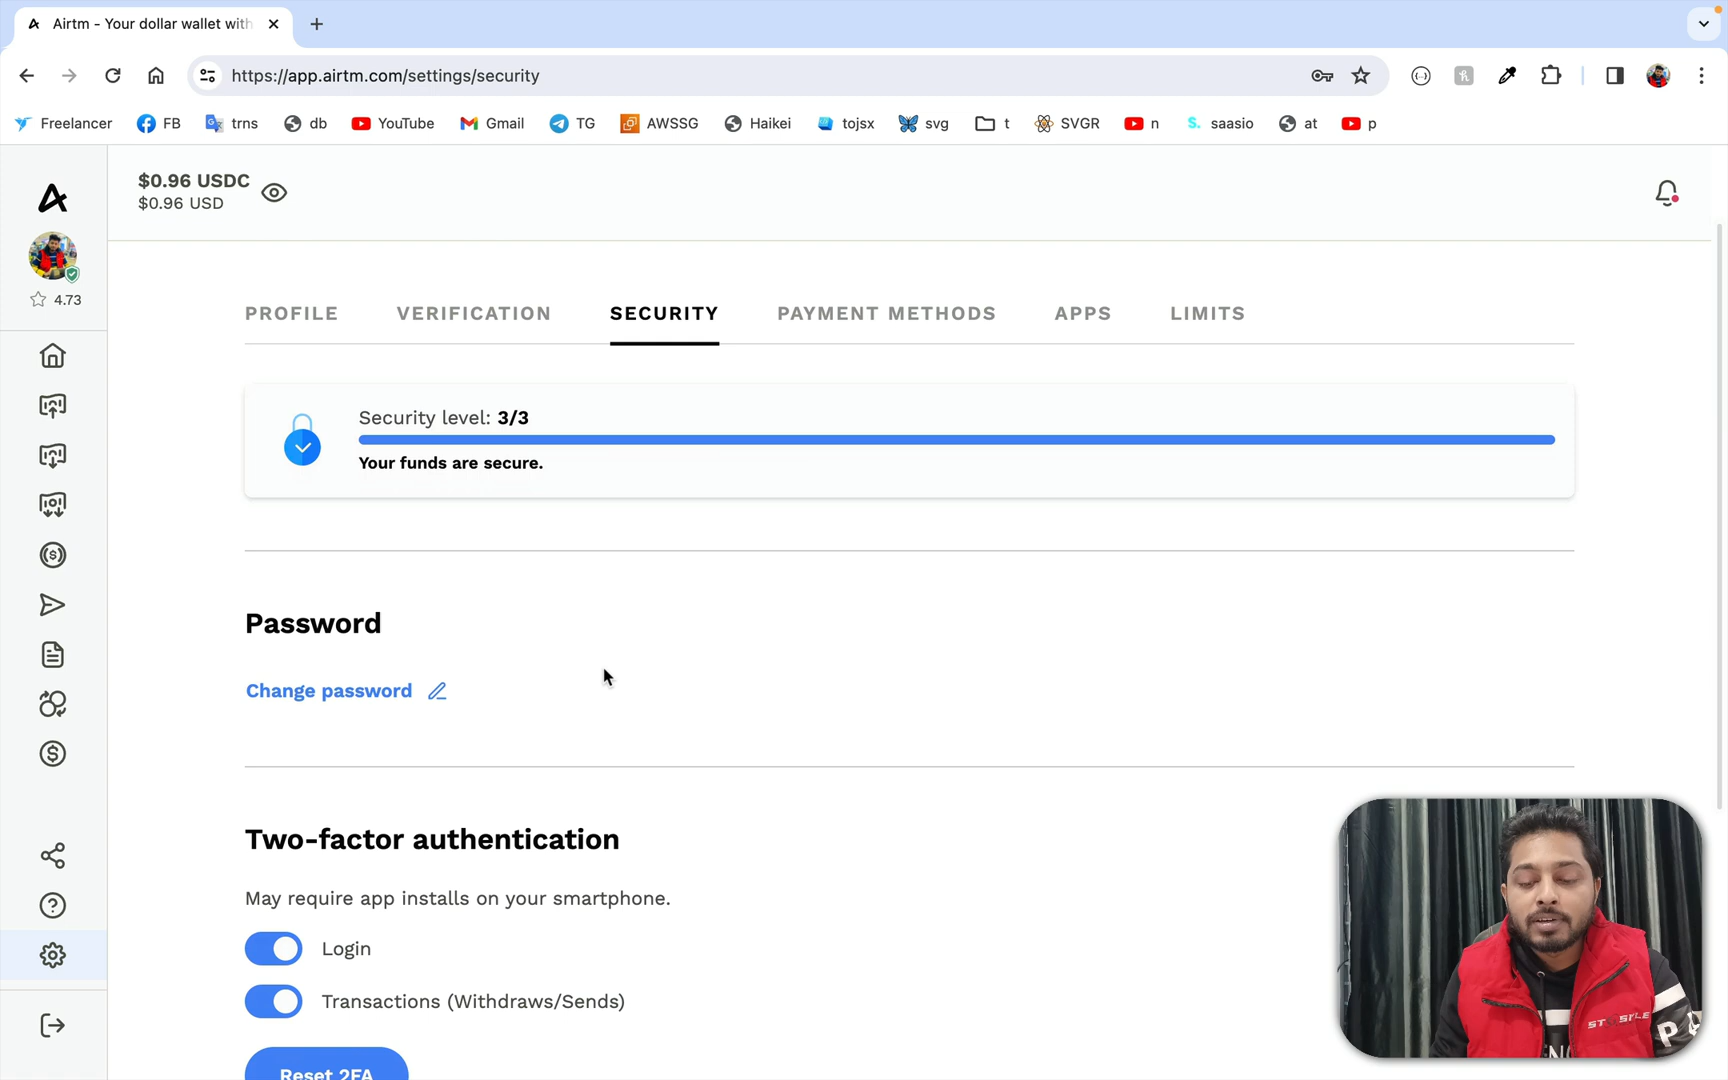 Airtm - Your dollar wallet with
https://app.airtm.com/settings/security
Freelancer FB trns db YouTube Gmail TG AWSSG Haikei tojsx svg t SVGR n saasio at p
$0.96 USDC
$0.96 USD
4.73
PROFILE VERIFICATION SECURITY PAYMENT METHODS APPS LIMITS
Security level: 3/3
Your funds are secure.
Password
Change password
Two-factor authentication
May require app installs on your smartphone.
Login
Transactions (Withdraws/Sends)
Reset 2FA